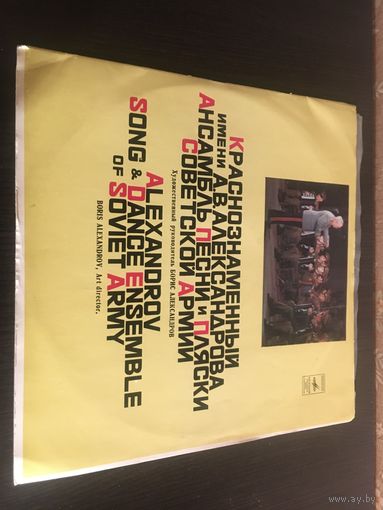 КРАСНОЗНАМЕННЫЙ
ИМЕНИ А.В.АЛЕКСАНДРОВА
АНСАМБЛЬ ПЕСНИ И ПЛЯСКИ
СОВЕТСКОЙ АРМИИ
Художественный руководитель БОРИС АЛЕКСАНДРОВ
ALEXANDROV
SONG & DANCE ENSEMBLE
OF SOVIET ARMY
BORIS ALEXANDROV, Art director.
www.ay.by